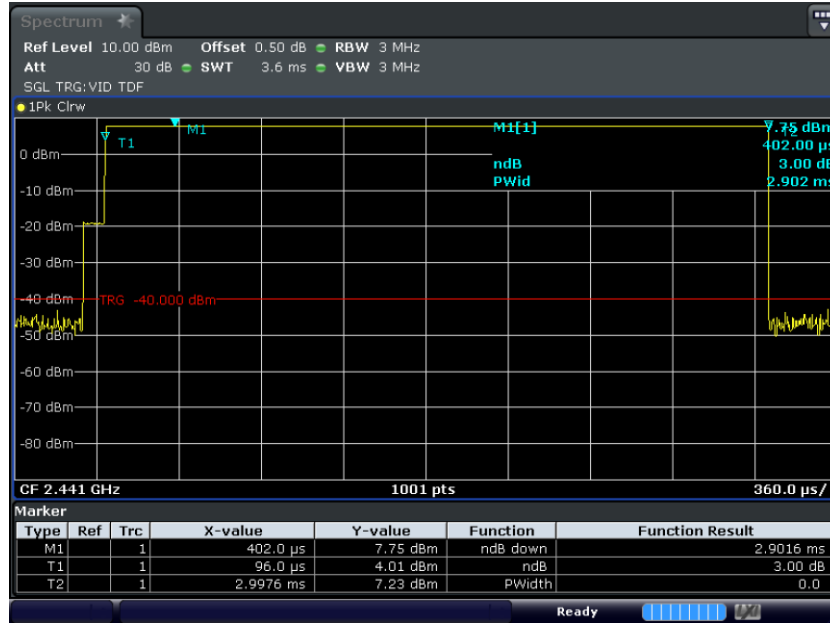 Spectrum
Ref Level 10.00 dBm Offset 0.50 dB RBW 3 MHz
Att 30 dB SWT 3.6 ms VBW 3 MHz
SGL TRG:VID TDF
1Pk Clrw
M1 M1[1] 7.75 dBm
T1 T2
402.00 µs
0 dBm
ndB 3.00 dB
PWid 2.902 ms
-10 dBm
-20 dBm
-30 dBm
-40 dBm TRG -40.000 dBm
-50 dBm
-60 dBm
-70 dBm
-80 dBm
CF 2.441 GHz 1001 pts 360.0 µs/
Marker
Type Ref Trc X-value Y-value Function Function Result
M1 1 402.0 µs 7.75 dBm ndB down 2.9016 ms
T1 1 96.0 µs 4.01 dBm ndB 3.00 dB
T2 1 2.9976 ms 7.23 dBm PWidth 0.0
Ready